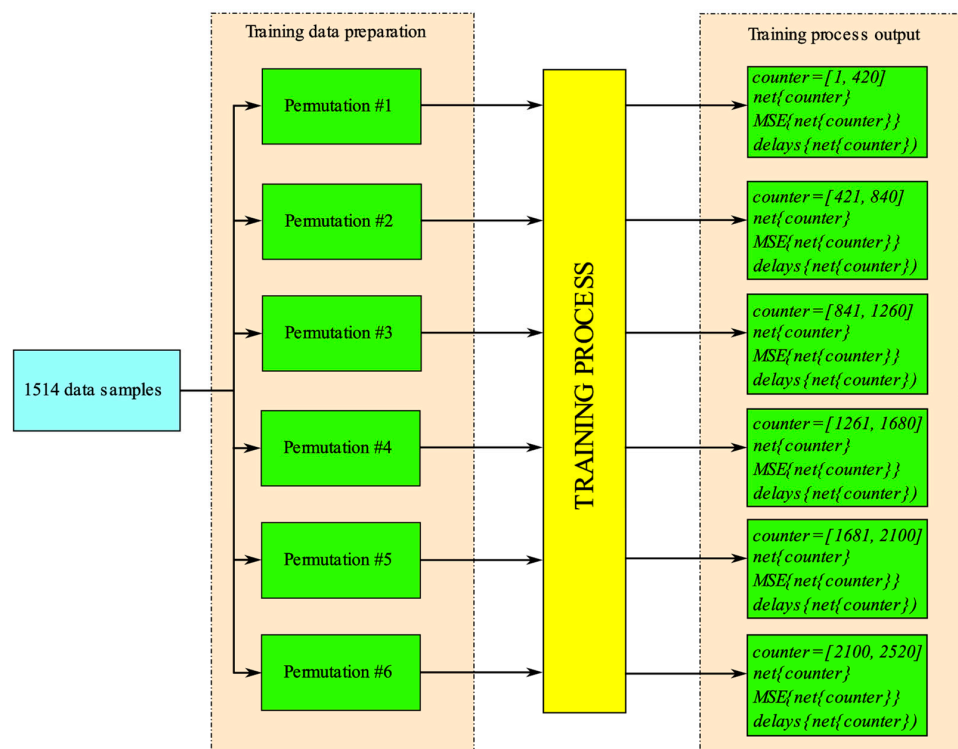 Training data preparation
Training process output
1514 data samples
Permutation #1
Permutation #2
Permutation #3
Permutation #4
Permutation #5
Permutation #6
TRAINING PROCESS
counter = [1, 420]
net{counter}
MSE{net{counter}}
delays{net{counter})
counter = [421, 840]
net{counter}
MSE{net{counter}}
delays{net{counter})
counter = [841, 1260]
net{counter}
MSE{net{counter}}
delays{net{counter})
counter = [1261, 1680]
net{counter}
MSE{net{counter}}
delays{net{counter})
counter = [1681, 2100]
net{counter}
MSE{net{counter}}
delays{net{counter})
counter = [2100, 2520]
net{counter}
MSE{net{counter}}
delays{net{counter})